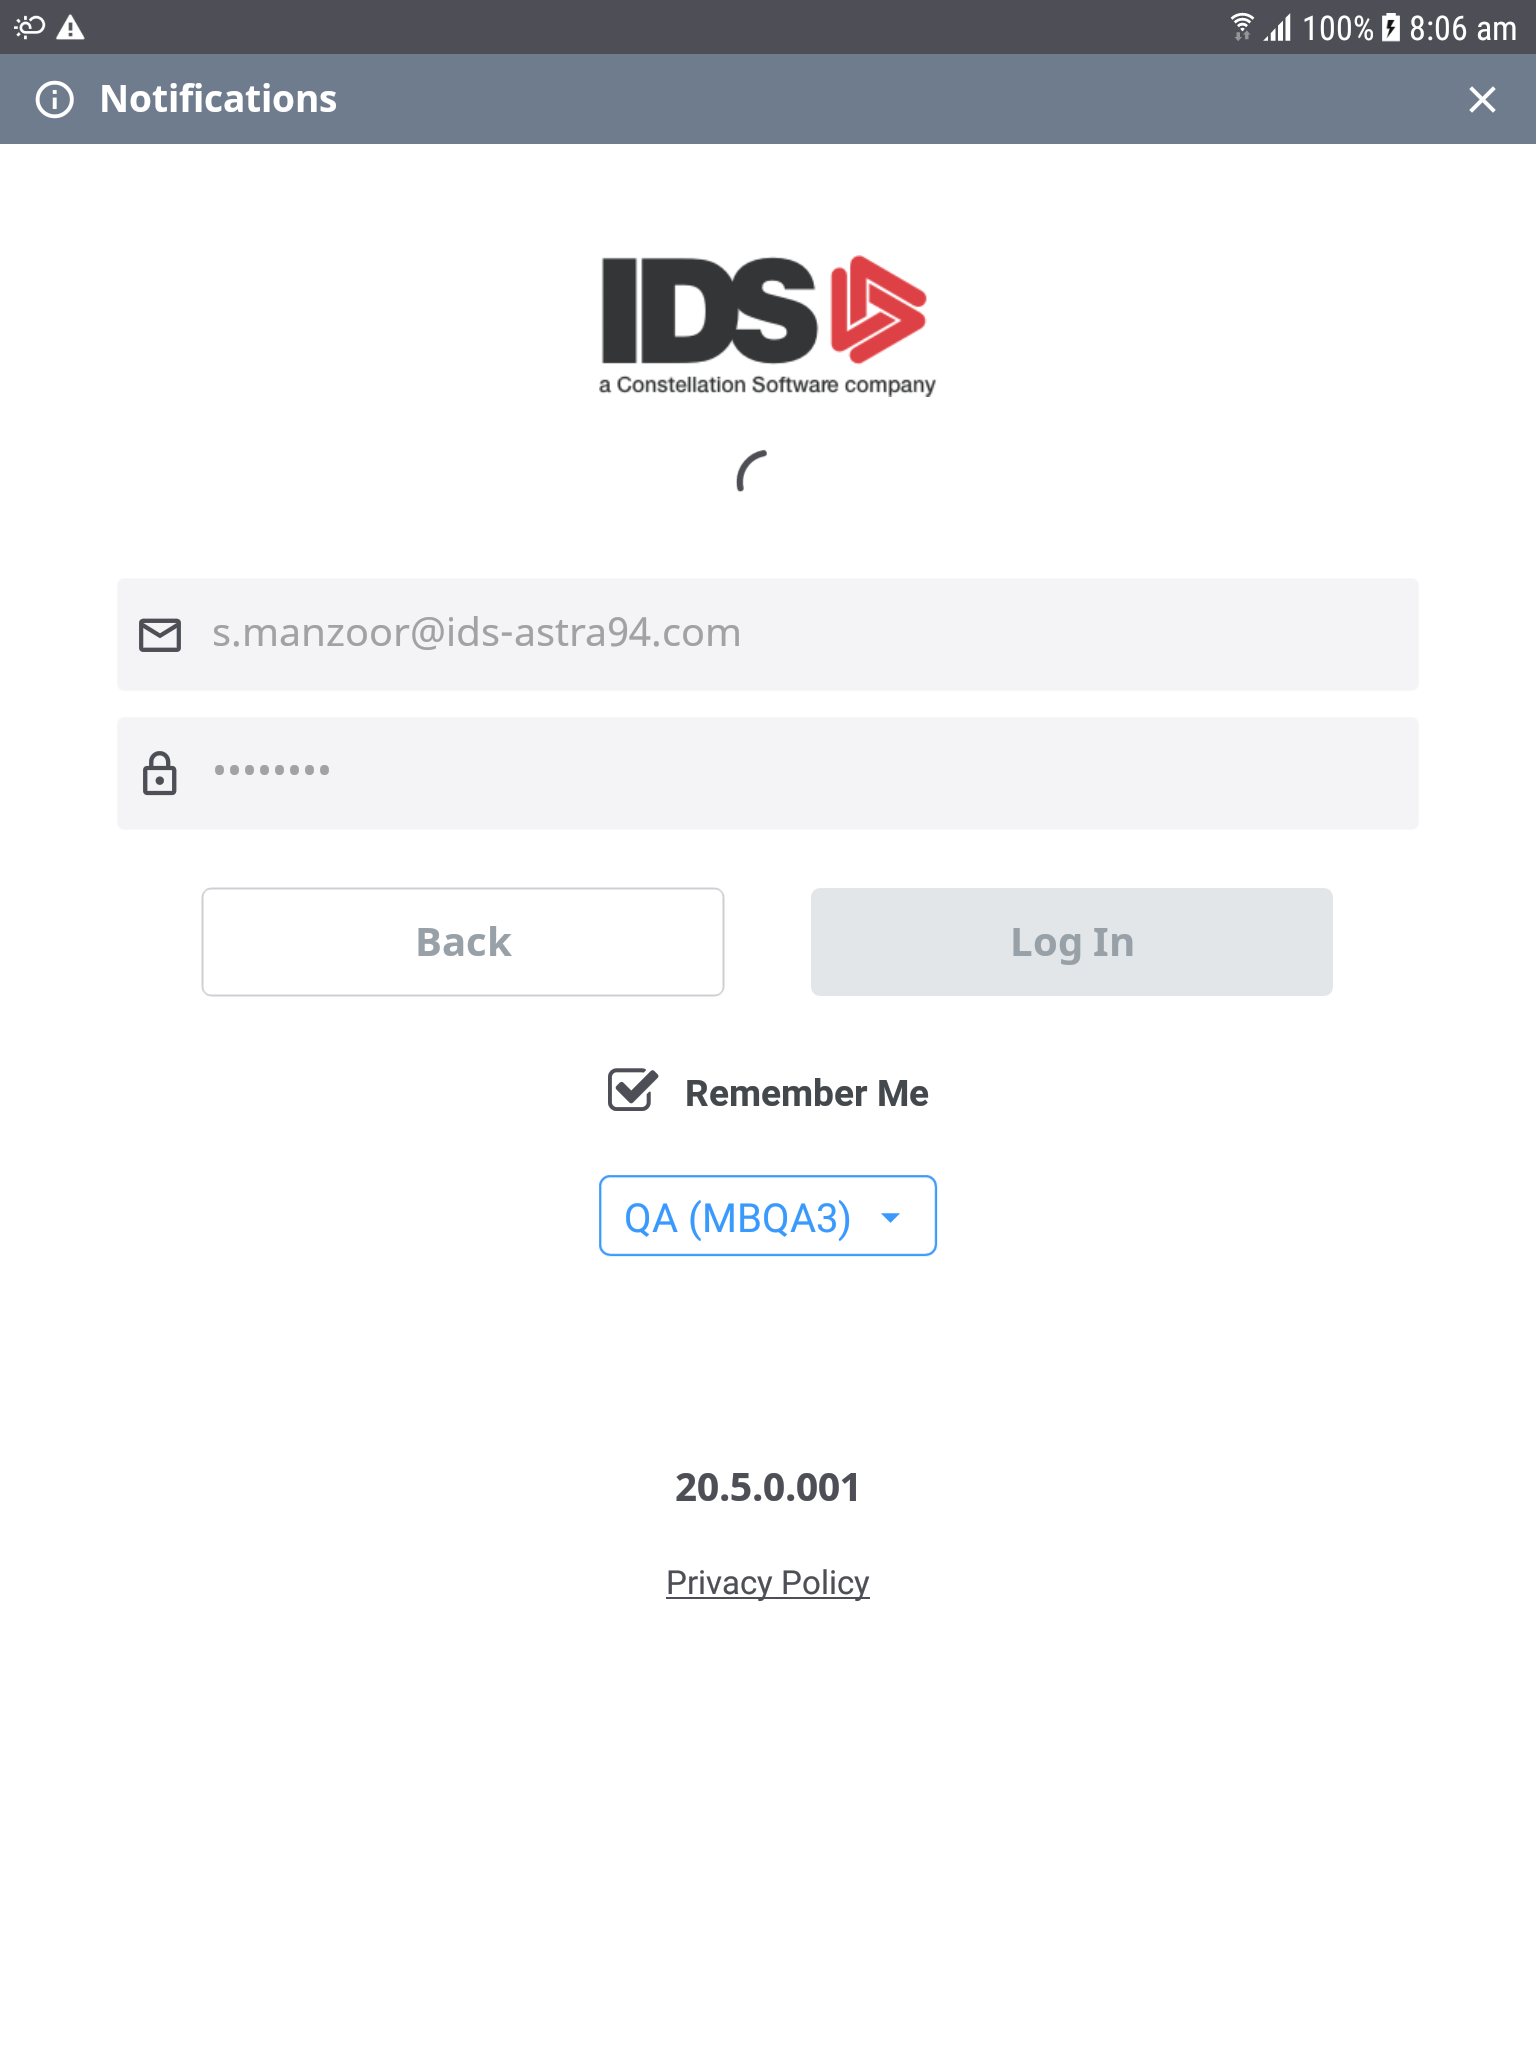 100% 8:06 am
Notifications
IDS
a Constellation Software company
s.manzoor@ids-astra94.com
••••••••
Back Log In
Remember Me
QA (MBQA3)
20.5.0.001
Privacy Policy